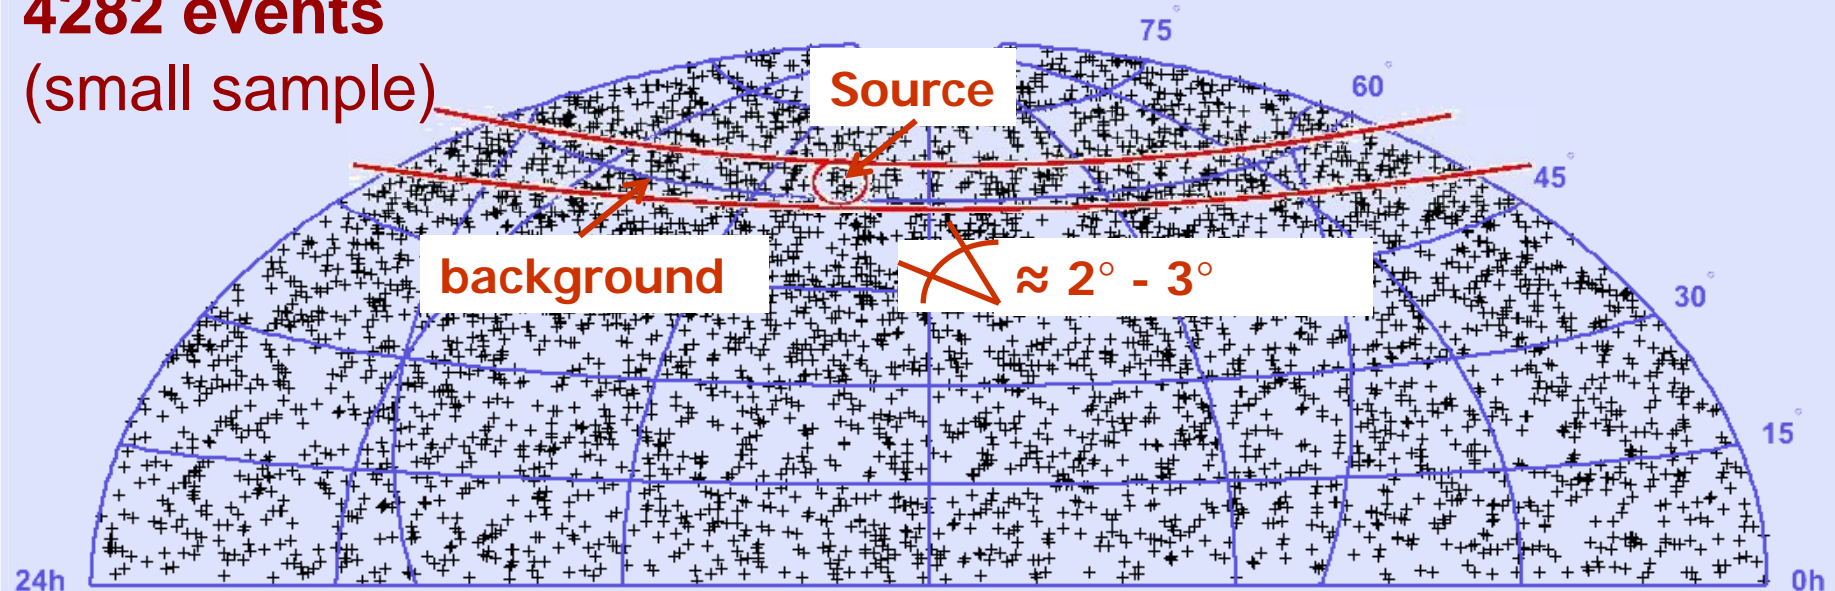 4282 events
(small sample)
75°
60°
Source
45°
background
≈ 2° - 3°
30°
15°
24h
0h